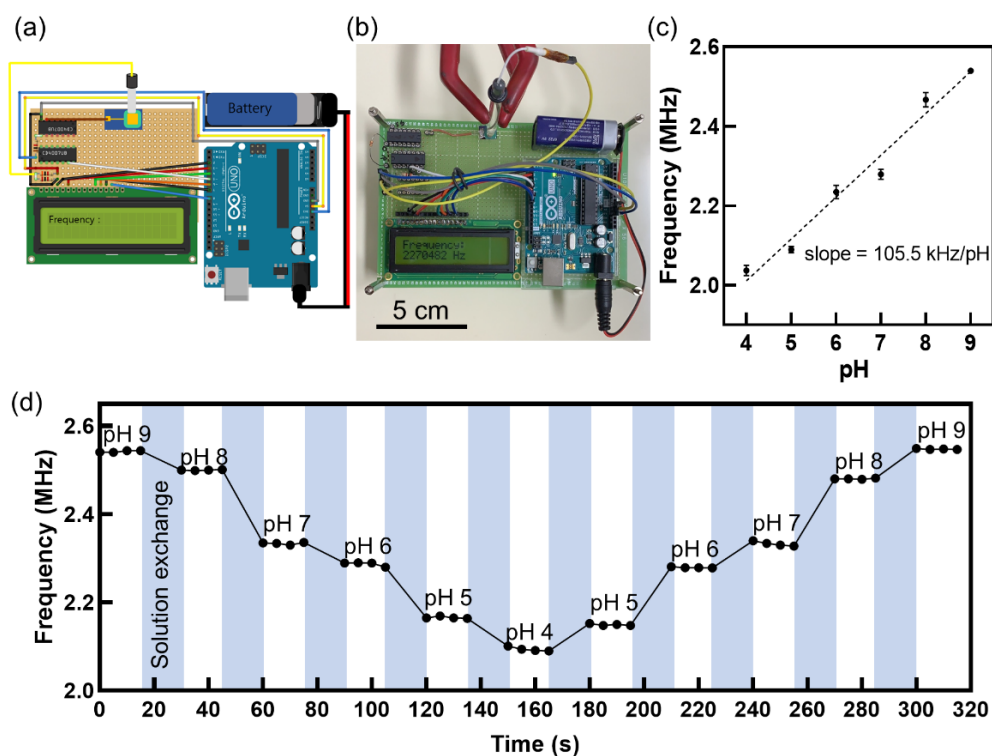 (a)
Battery
Frequency :
UNO
ARDUINO
(b)
Frequency:
2270482 Hz
UNO
5 cm
(c)
Frequency (MHz)
2.6
2.4
2.2
2.0
slope = 105.5 kHz/pH
4 5 6 7 8 9
pH
(d)
Frequency (MHz)
2.6
2.4
2.2
2.0
pH 9
Solution exchange
pH 8
pH 7
pH 6
pH 5
pH 4
pH 5
pH 6
pH 7
pH 8
pH 9
0 20 40 60 80 100 120 140 160 180 200 220 240 260 280 300 320
Time (s)